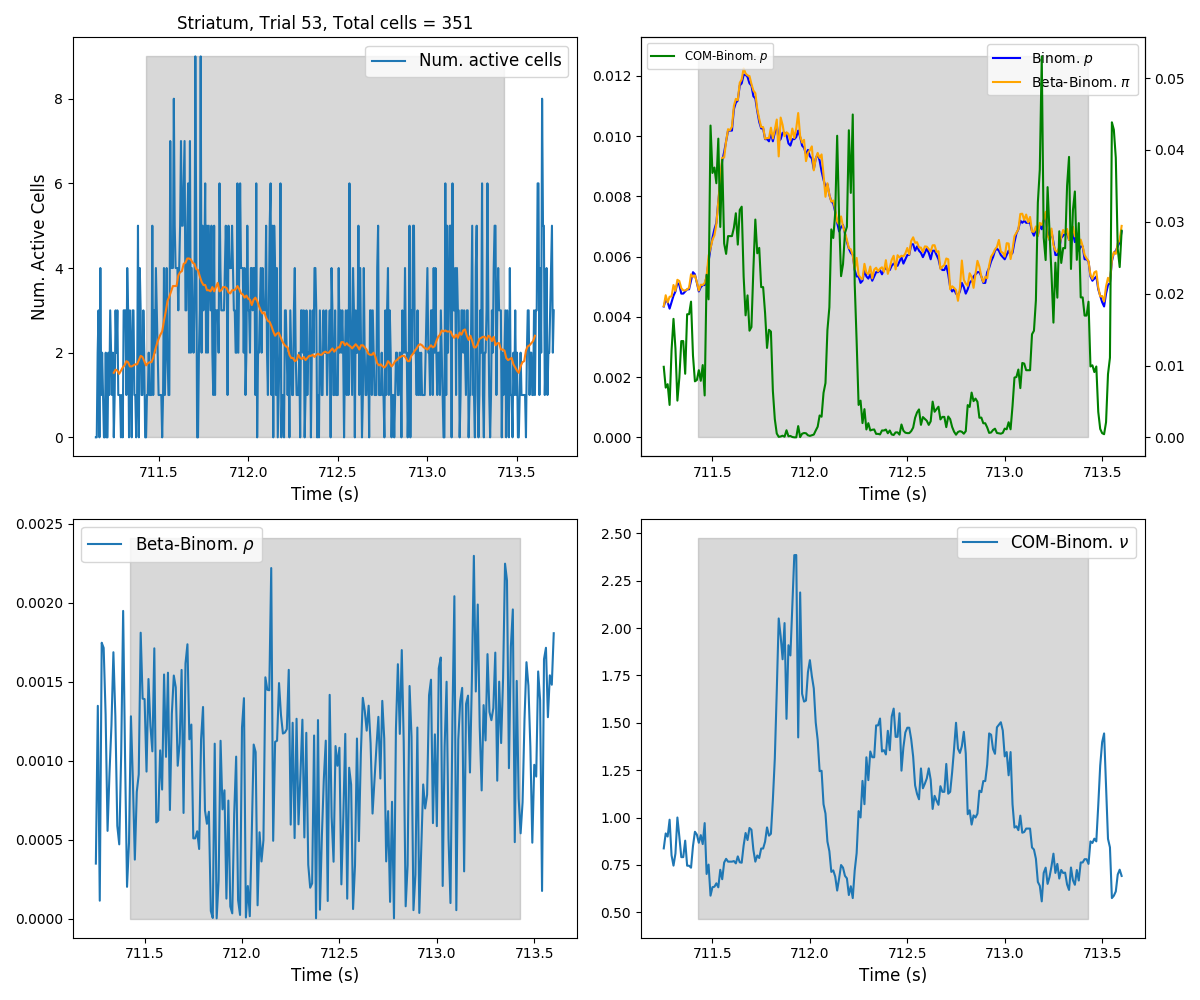 Striatum, Trial 53, Total cells = 351
Num. active cells
Num. Active Cells
8
6
4
2
0
711.5 712.0 712.5 713.0 713.5
Time (s)
COM-Binom. p
Binom. p
Beta-Binom. π
0.012
0.010
0.008
0.006
0.004
0.002
0.000
0.05
0.04
0.03
0.02
0.01
0.00
711.5 712.0 712.5 713.0 713.5
Time (s)
Beta-Binom. ρ
0.0025
0.0020
0.0015
0.0010
0.0005
0.0000
711.5 712.0 712.5 713.0 713.5
Time (s)
COM-Binom. ν
2.50
2.25
2.00
1.75
1.50
1.25
1.00
0.75
0.50
711.5 712.0 712.5 713.0 713.5
Time (s)